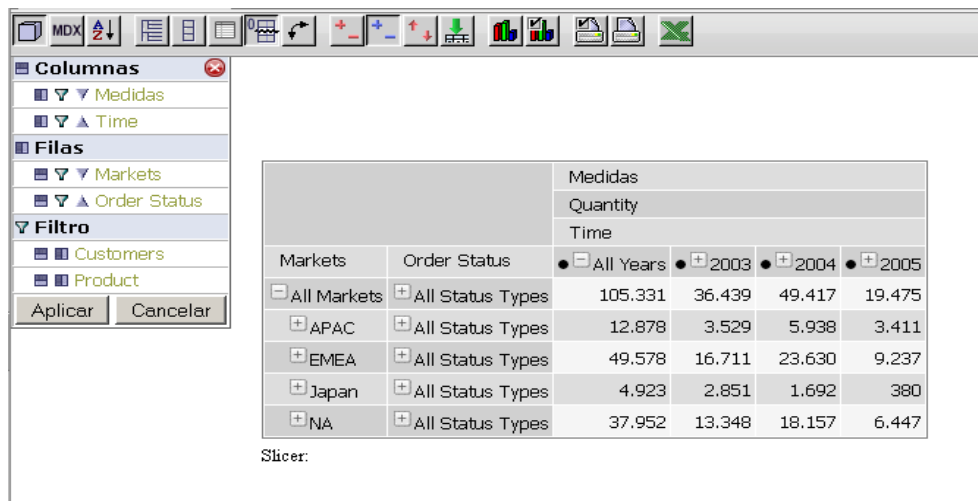 MDX A Z 0
Columnas
Medidas
Time
Filas
Markets
Order Status
Filtro
Customers
Product
Aplicar Cancelar
Medidas
Quantity
Time
Markets Order Status All Years 2003 2004 2005
All Markets All Status Types 105.331 36.439 49.417 19.475
APAC All Status Types 12.878 3.529 5.938 3.411
EMEA All Status Types 49.578 16.711 23.630 9.237
Japan All Status Types 4.923 2.851 1.692 380
NA All Status Types 37.952 13.348 18.157 6.447
Slicer: